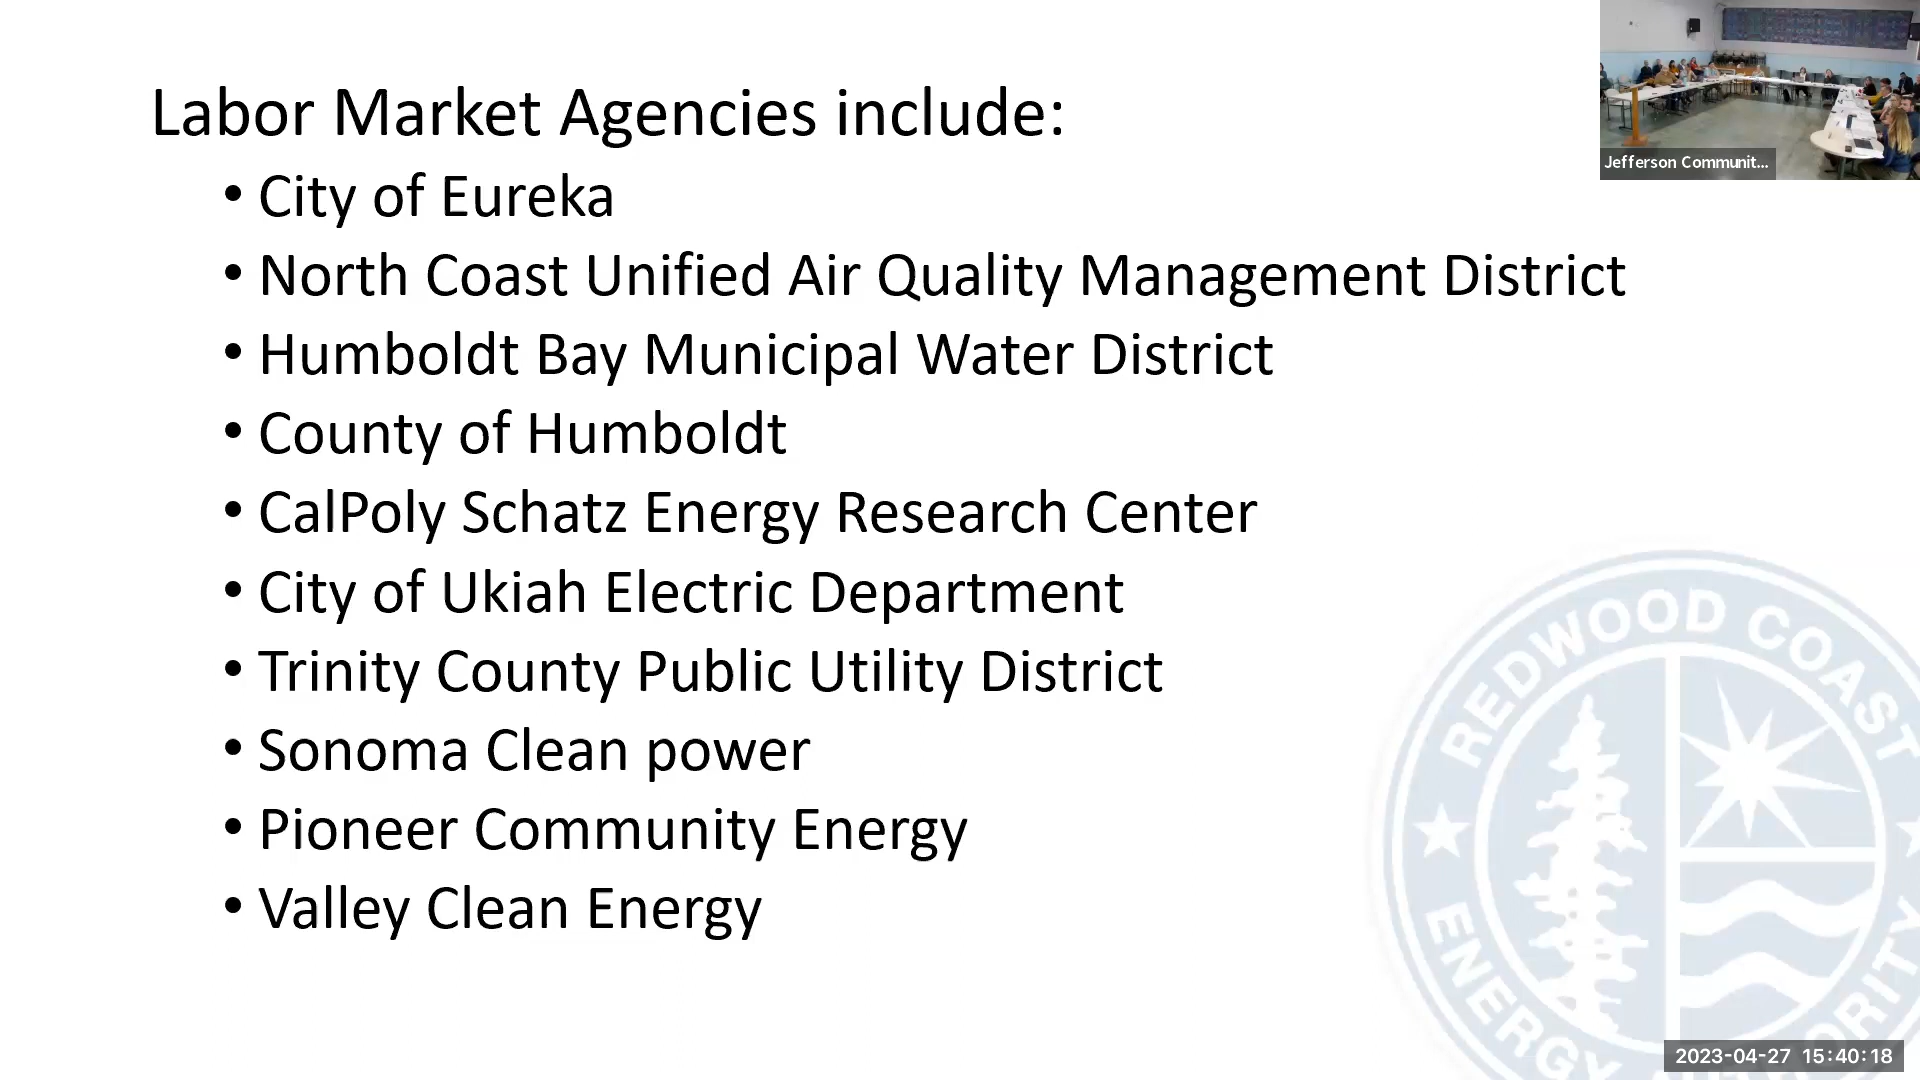 Labor Market Agencies include:
• City of Eureka
• North Coast Unified Air Quality Management District
• Humboldt Bay Municipal Water District
• County of Humboldt
• CalPoly Schatz Energy Research Center
• City of Ukiah Electric Department
• Trinity County Public Utility District
• Sonoma Clean power
• Pioneer Community Energy
• Valley Clean Energy
Jefferson Communit...
REDWOOD COAST
ENERGY
2023-04-27 15:40:18